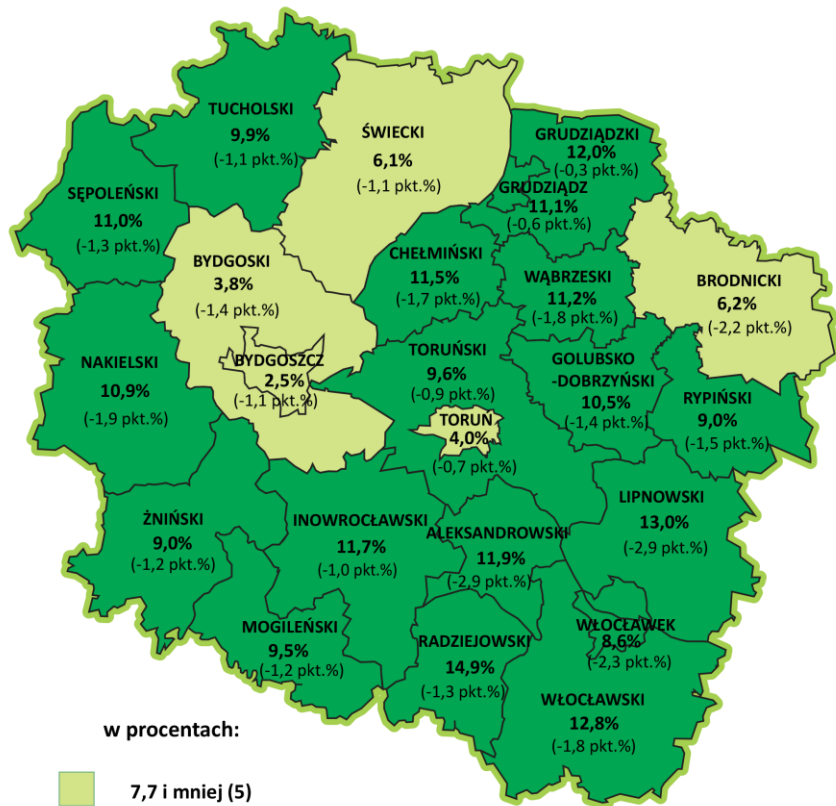 TUCHOLSKI
9,9%
(-1,1 pkt.%)
ŚWIECKI
6,1%
(-1,1 pkt.%)
GRUDZIĄDZKI
12,0%
(-0,3 pkt.%)
GRUDZIĄDZ
11,1%
(-0,6 pkt.%)
SĘPOLEŃSKI
11,0%
(-1,3 pkt.%)
BYDGOSKI
3,8%
(-1,4 pkt.%)
CHEŁMIŃSKI
11,5%
(-1,7 pkt.%)
WĄBRZESKI
11,2%
(-1,8 pkt.%)
BRODNICKI
6,2%
(-2,2 pkt.%)
NAKIELSKI
10,9%
(-1,9 pkt.%)
BYDGOSZCZ
2,5%
(-1,1 pkt.%)
TORUŃSKI
9,6%
(-0,9 pkt.%)
GOLUBSKO
-DOBRZYŃSKI
10,5%
(-1,4 pkt.%)
RYPIŃSKI
9,0%
(-1,5 pkt.%)
TORUŃ
4,0%
(-0,7 pkt.%)
ŻNIŃSKI
9,0%
(-1,2 pkt.%)
INOWROCŁAWSKI
11,7%
(-1,0 pkt.%)
ALEKSANDROWSKI
11,9%
(-2,9 pkt.%)
LIPNOWSKI
13,0%
(-2,9 pkt.%)
MOGILEŃSKI
9,5%
(-1,2 pkt.%)
RADZIEJOWSKI
14,9%
(-1,3 pkt.%)
WŁOCŁAWEK
8,6%
(-2,3 pkt.%)
WŁOCŁAWSKI
12,8%
(-1,8 pkt.%)
w procentach:
7,7 i mniej (5)